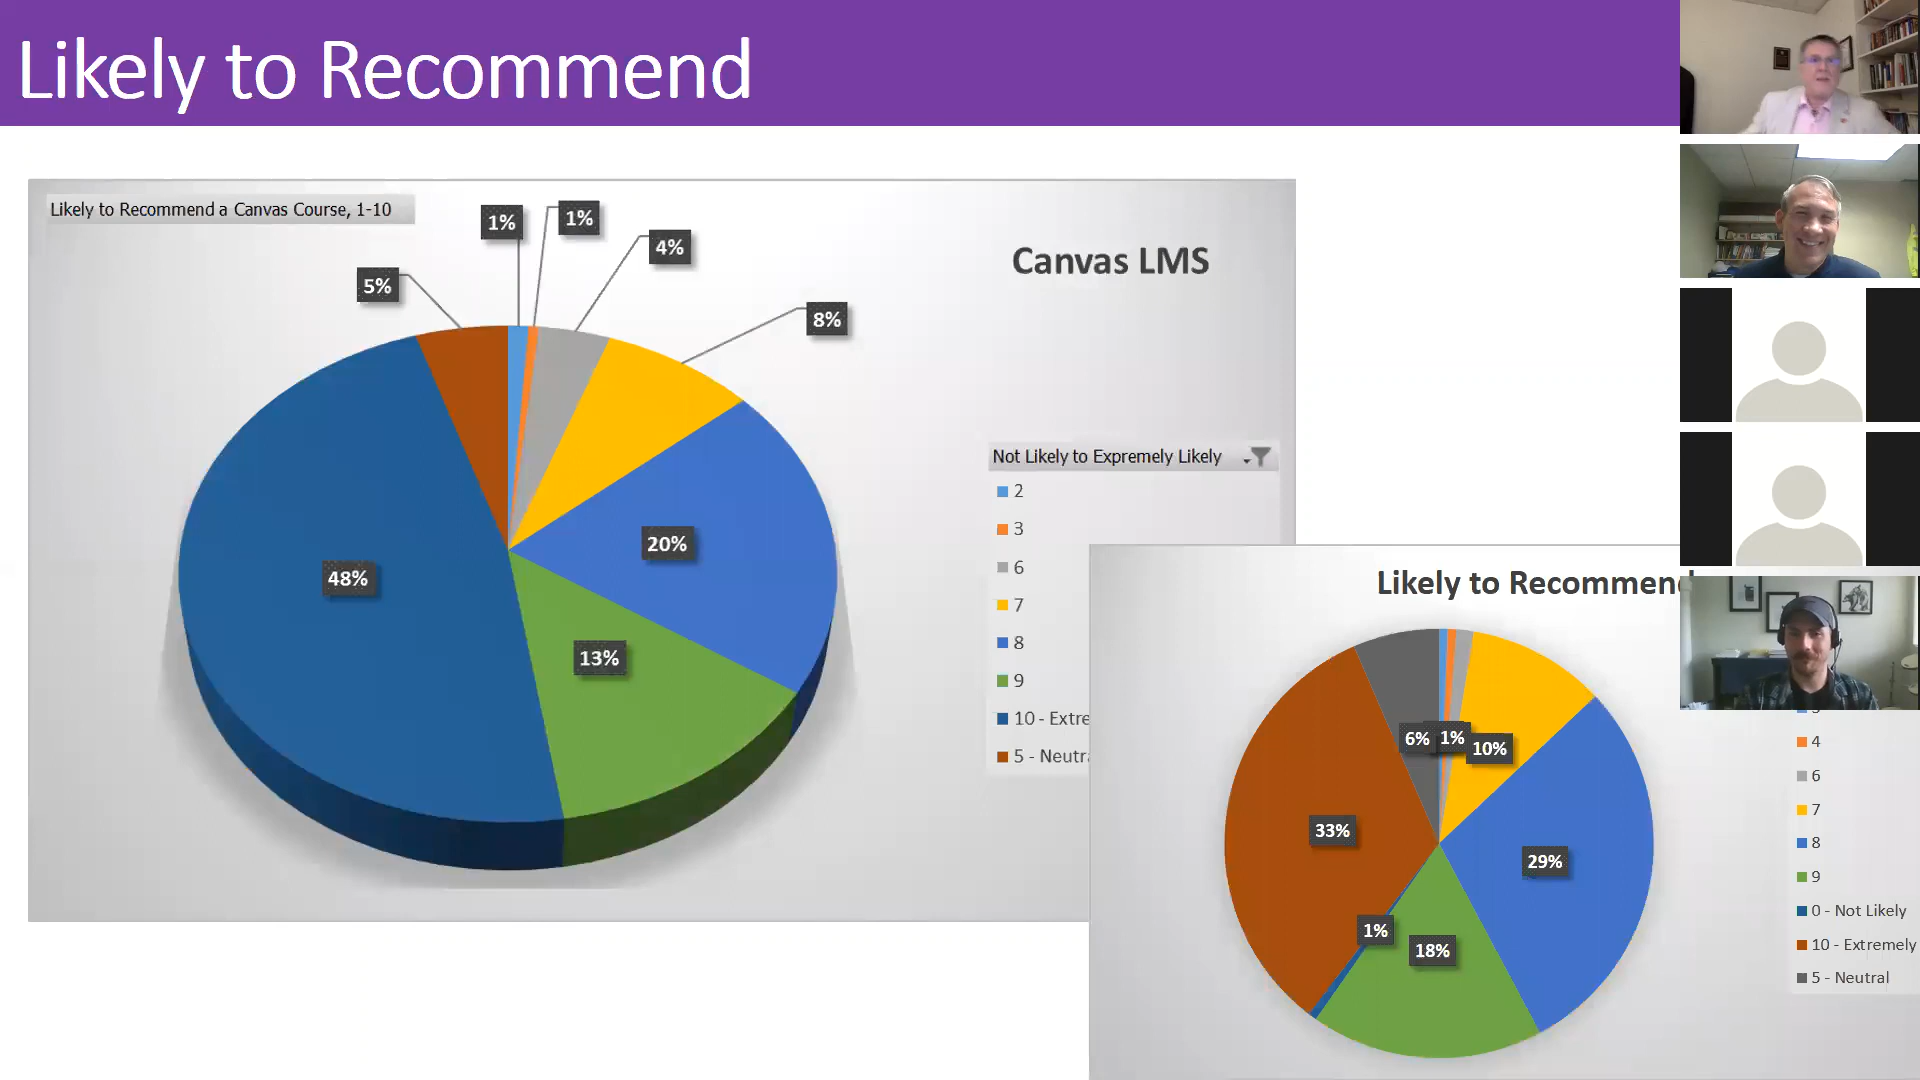 Likely to Recommend
Likely to Recommend a Canvas Course, 1-10
1%
1%
4%
5%
8%
Canvas LMS
20%
48%
13%
Not Likely to Expremely Likely
2
3
6
7
8
9
10 - Extre
5 - Neutr
Likely to Recommen
6%
1%
10%
33%
29%
1%
18%
4
6
7
8
9
0 - Not Likely
10 - Extremely
5 - Neutral